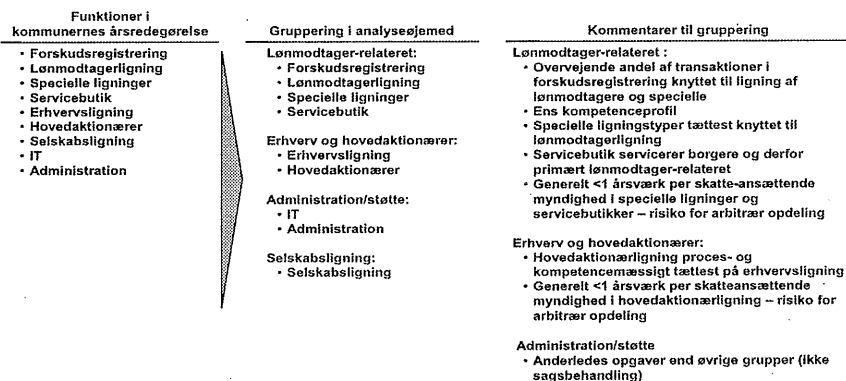 Funktioner i
kommunernes årsredegørelse
• Forskudsregistrering
• Lønmodtagerligning
• Specielle ligninger
• Servicebutik
• Erhvervsligning
• Hovedaktionærer
• Selskabsligning
• IT
• Administration
Gruppering i analyseøjemed
Lønmodtager-relateret:
• Forskudsregistrering
• Lønmodtagerligning
• Specielle ligninger
• Servicebutik
Erhverv og hovedaktionærer:
• Erhvervsligning
• Hovedaktionærer
Administration/støtte:
• IT
• Administration
Selskabsligning:
• Selskabsligning
Kommentarer til gruppering
Lønmodtager-relateret :
• Overvejende andel af transaktioner i
forskudsregistrering knyttet til ligning af
lønmodtagere og specielle
• Ens kompetenceprofil
• Specielle ligningstyper tættest knyttet til
lønmodtagerligning
• Servicebutik servicerer borgere og derfor
primært lønmodtager-relateret
• Generelt <1 årsværk per skatte-ansættende
myndighed i specielle ligninger og
servicebutikker – risiko for arbitrær opdeling
Erhverv og hovedaktionærer:
• Hovedaktionærligning proces- og
kompetencemæssigt tættest på erhvervsligning
• Generelt <1 årsværk per skatteansættende
myndighed i hovedaktionærligning – risiko for
arbitrær opdeling
Administration/støtte
• Anderledes opgaver end øvrige grupper (ikke
sagsbehandling)